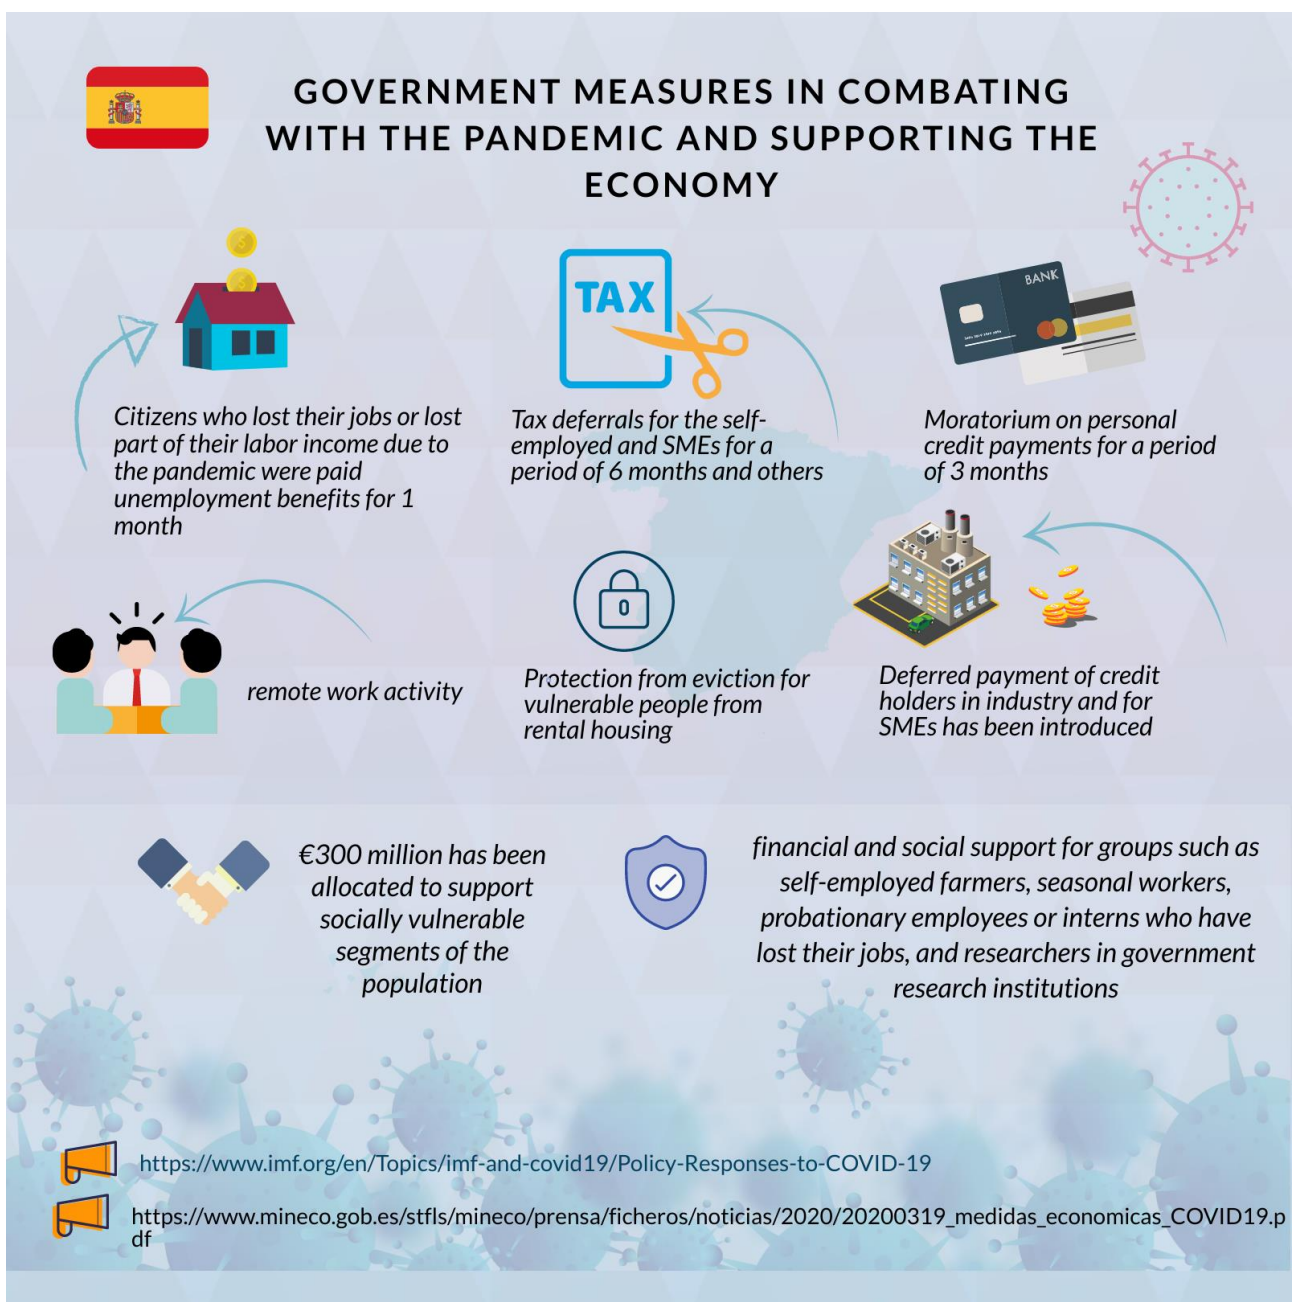 GOVERNMENT MEASURES IN COMBATING
WITH THE PANDEMIC AND SUPPORTING THE
ECONOMY
TAX
BANK
Citizens who lost their jobs or lost
part of their labor income due to
the pandemic were paid
unemployment benefits for 1
month
Tax deferrals for the self-
employed and SMEs for a
period of 6 months and others
Moratorium on personal
credit payments for a period
of 3 months
remote work activity
Protection from eviction for
vulnerable people from
rental housing
Deferred payment of credit
holders in industry and for
SMEs has been introduced
€300 million has been
allocated to support
socially vulnerable
segments of the
population
financial and social support for groups such as
self-employed farmers, seasonal workers,
probationary employees or interns who have
lost their jobs, and researchers in government
research institutions
https://www.imf.org/en/Topics/imf-and-covid19/Policy-Responses-to-COVID-19
https://www.mineco.gob.es/stfls/mineco/prensa/ficheros/noticias/2020/20200319_medidas_economicas_COVID19.p
df